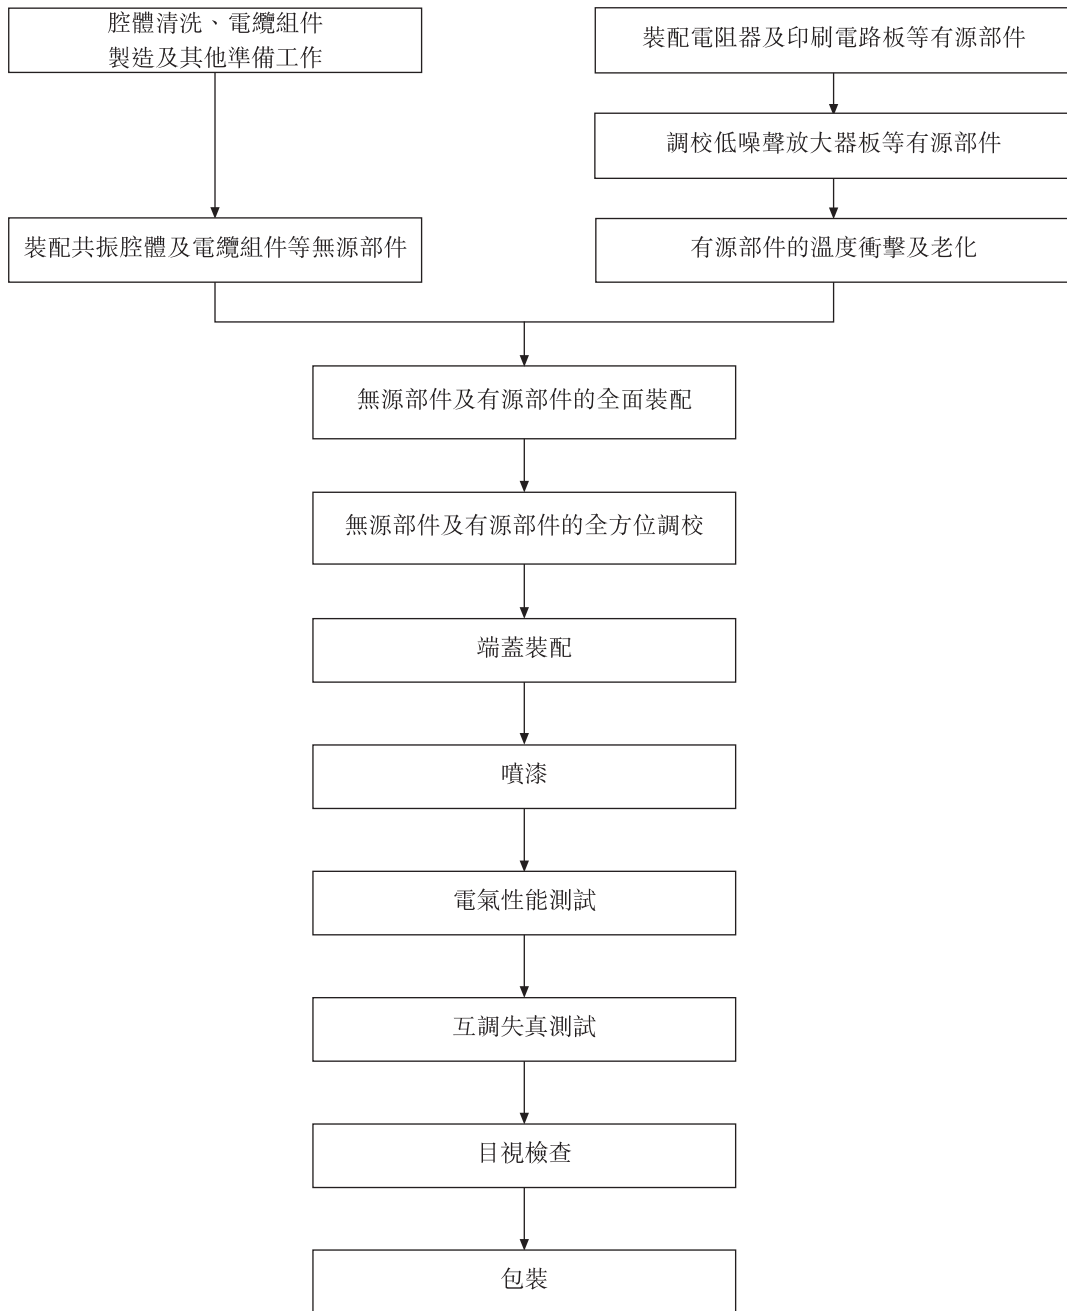 腔體清洗、電纜組件
製造及其他準備工作
裝配電阻器及印刷電路板等有源部件
調校低噪聲放大器板等有源部件
裝配共振腔體及電纜組件等無源部件
有源部件的溫度衝擊及老化
無源部件及有源部件的全面裝配
無源部件及有源部件的全方位調校
端蓋裝配
噴漆
電氣性能測試
互調失真測試
目視檢查
包裝